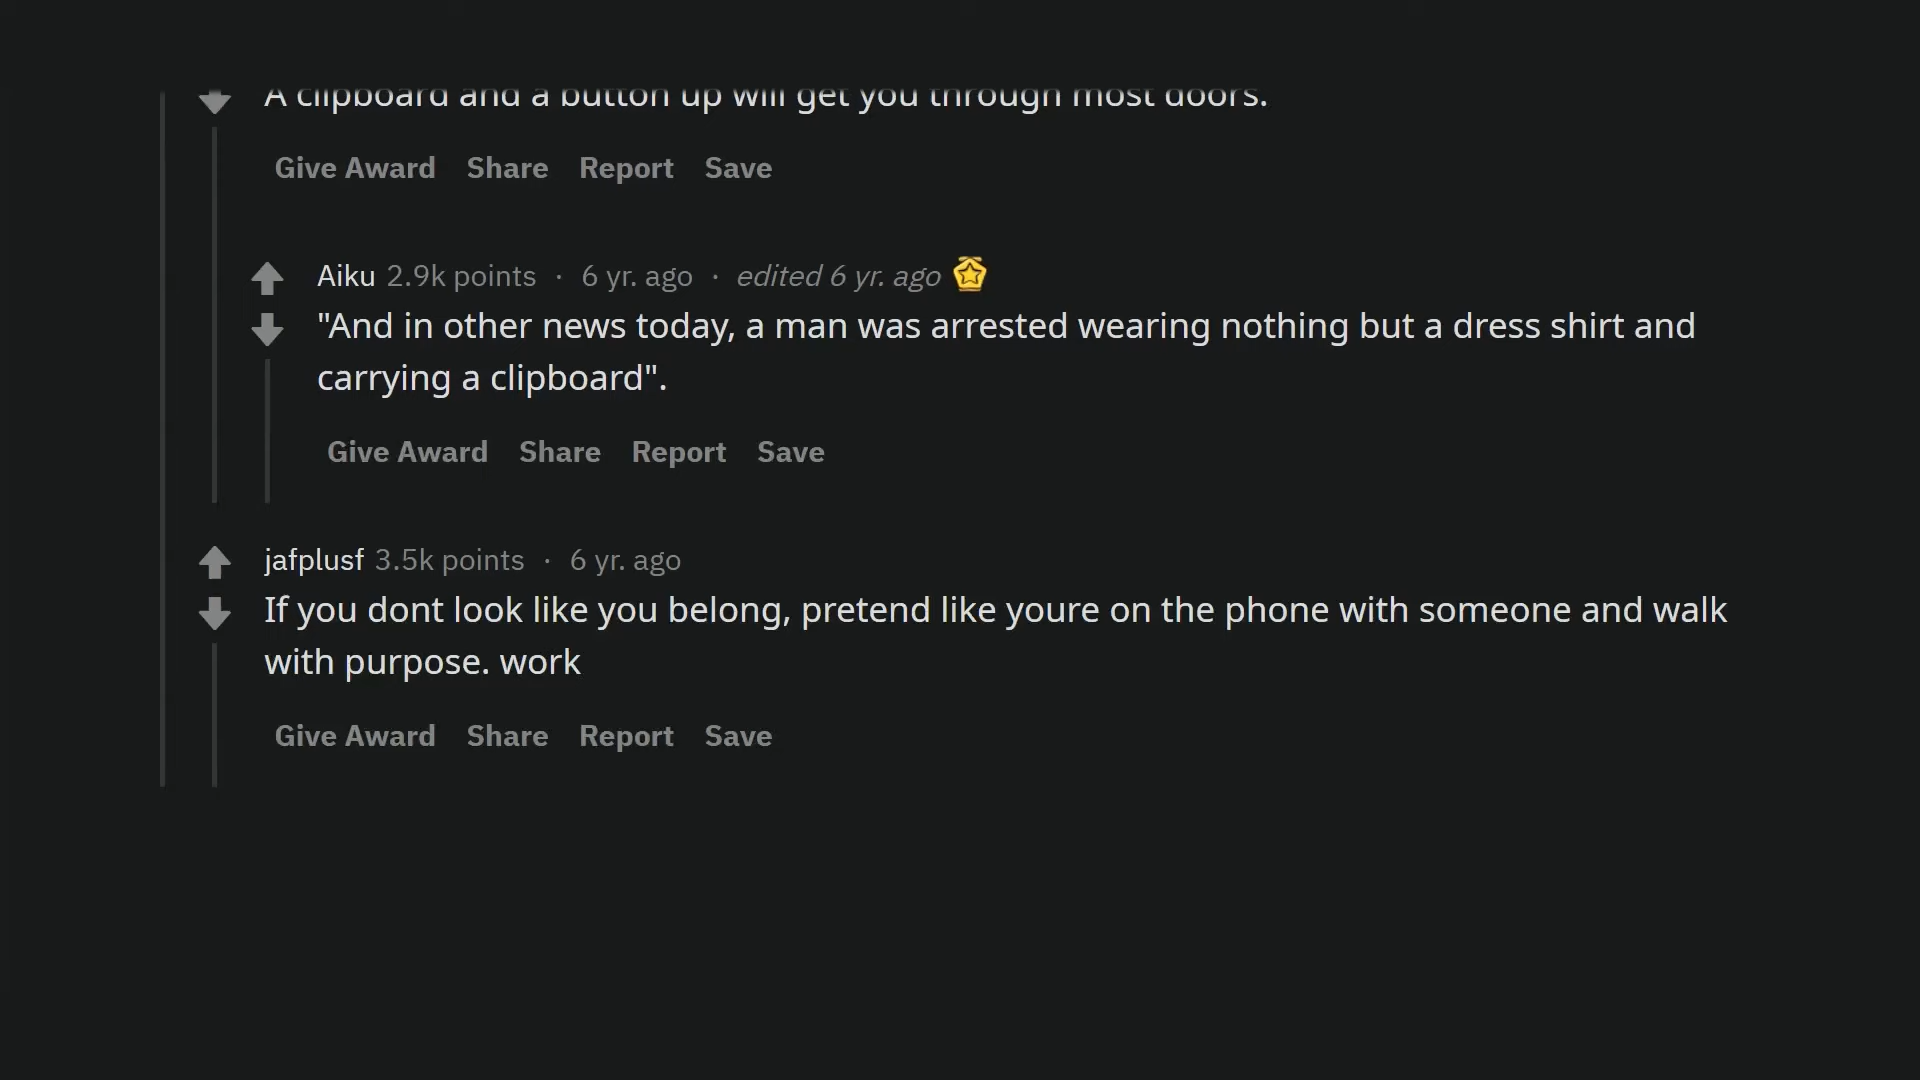 A clipboard and a button up will get you through most doors.
Give Award Share Report Save
Aiku 2.9k points · 6 yr. ago · edited 6 yr. ago
"And in other news today, a man was arrested wearing nothing but a dress shirt and
carrying a clipboard".
Give Award Share Report Save
jafplusf 3.5k points · 6 yr. ago
If you dont look like you belong, pretend like youre on the phone with someone and walk
with purpose. work
Give Award Share Report Save